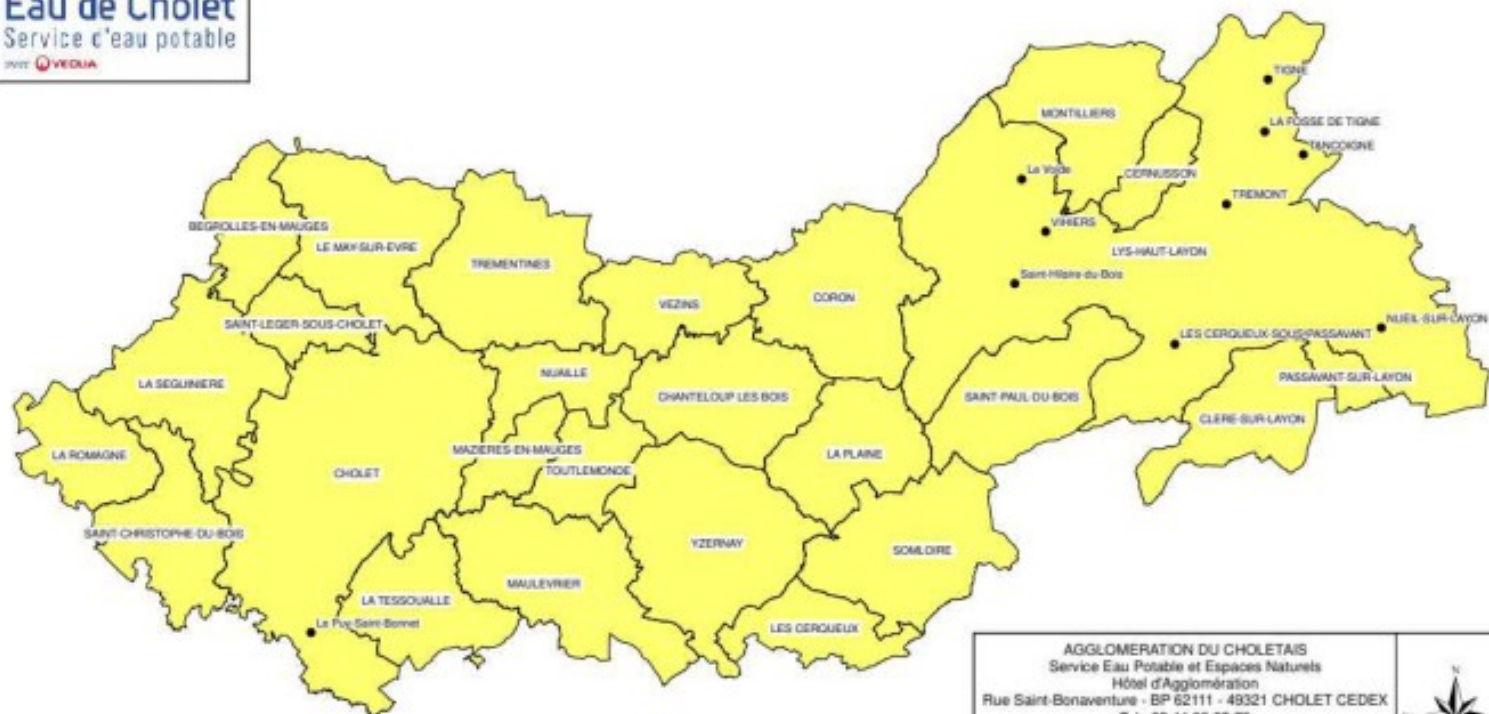 Eau de Cholet
Service d'eau potable
VEOLIA
TIGNE
MONTILLIERS
LA FOSSE DE TIGNE
TANCOIGNE
CERNUSSON
Le Voide
TREMONT
BEGROLLES-EN-MAUGES
VIHIERS
LE MAY-SUR-EVRE
LYS-HAUT-LAYON
TREMENTINES
Saint-Hilaire-du-Bois
VEZINS
CORON
SAINT-LEGER-SOUS-CHOLET
NUEIL-SUR-LAYON
LES CERQUEUX-SOUS-PASSAVANT
NUAILLE
PASSAVANT-SUR-LAYON
LA SEGUINIERE
CHANTELOUP LES BOIS
SAINT-PAUL-DU-BOIS
CLERE-SUR-LAYON
MAZIERES-EN-MAUGES
LA ROMAGNE
LA PLAINE
CHOLET
TOUTLEMONDE
SAINT-CHRISTOPHE-DU-BOIS
YZERNAY
SOMLOIRE
MAULEVRIER
LA TESSOUALLE
Le Puy-Saint-Bonnet
LES CERQUEUX
AGGLOMERATION DU CHOLETAIS
Service Eau Potable et Espaces Naturels
Hôtel d'Agglomération
Rue Saint-Bonaventure - BP 62111 - 49321 CHOLET CEDEX
N